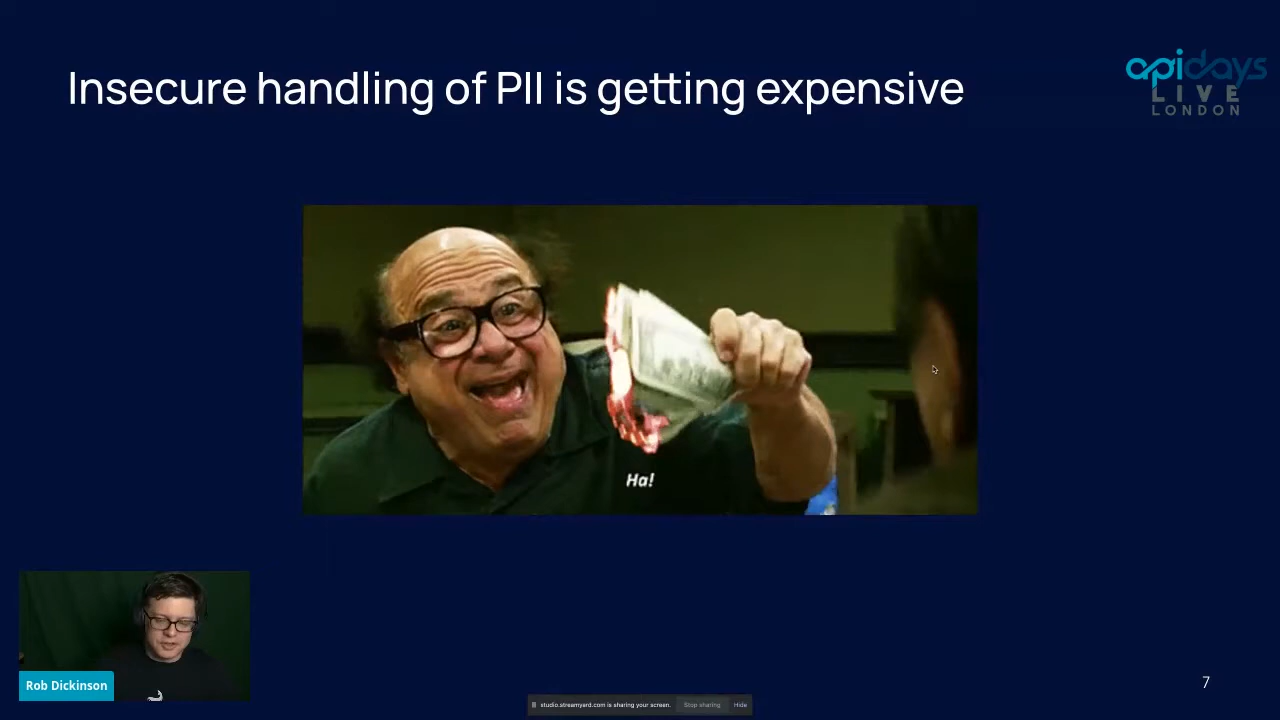 Insecure handling of PII is getting expensive
apidays
LIVE
LONDON
Ha!
Rob Dickinson
studio.streamyard.com is sharing your screen.
Stop sharing
Hide
7